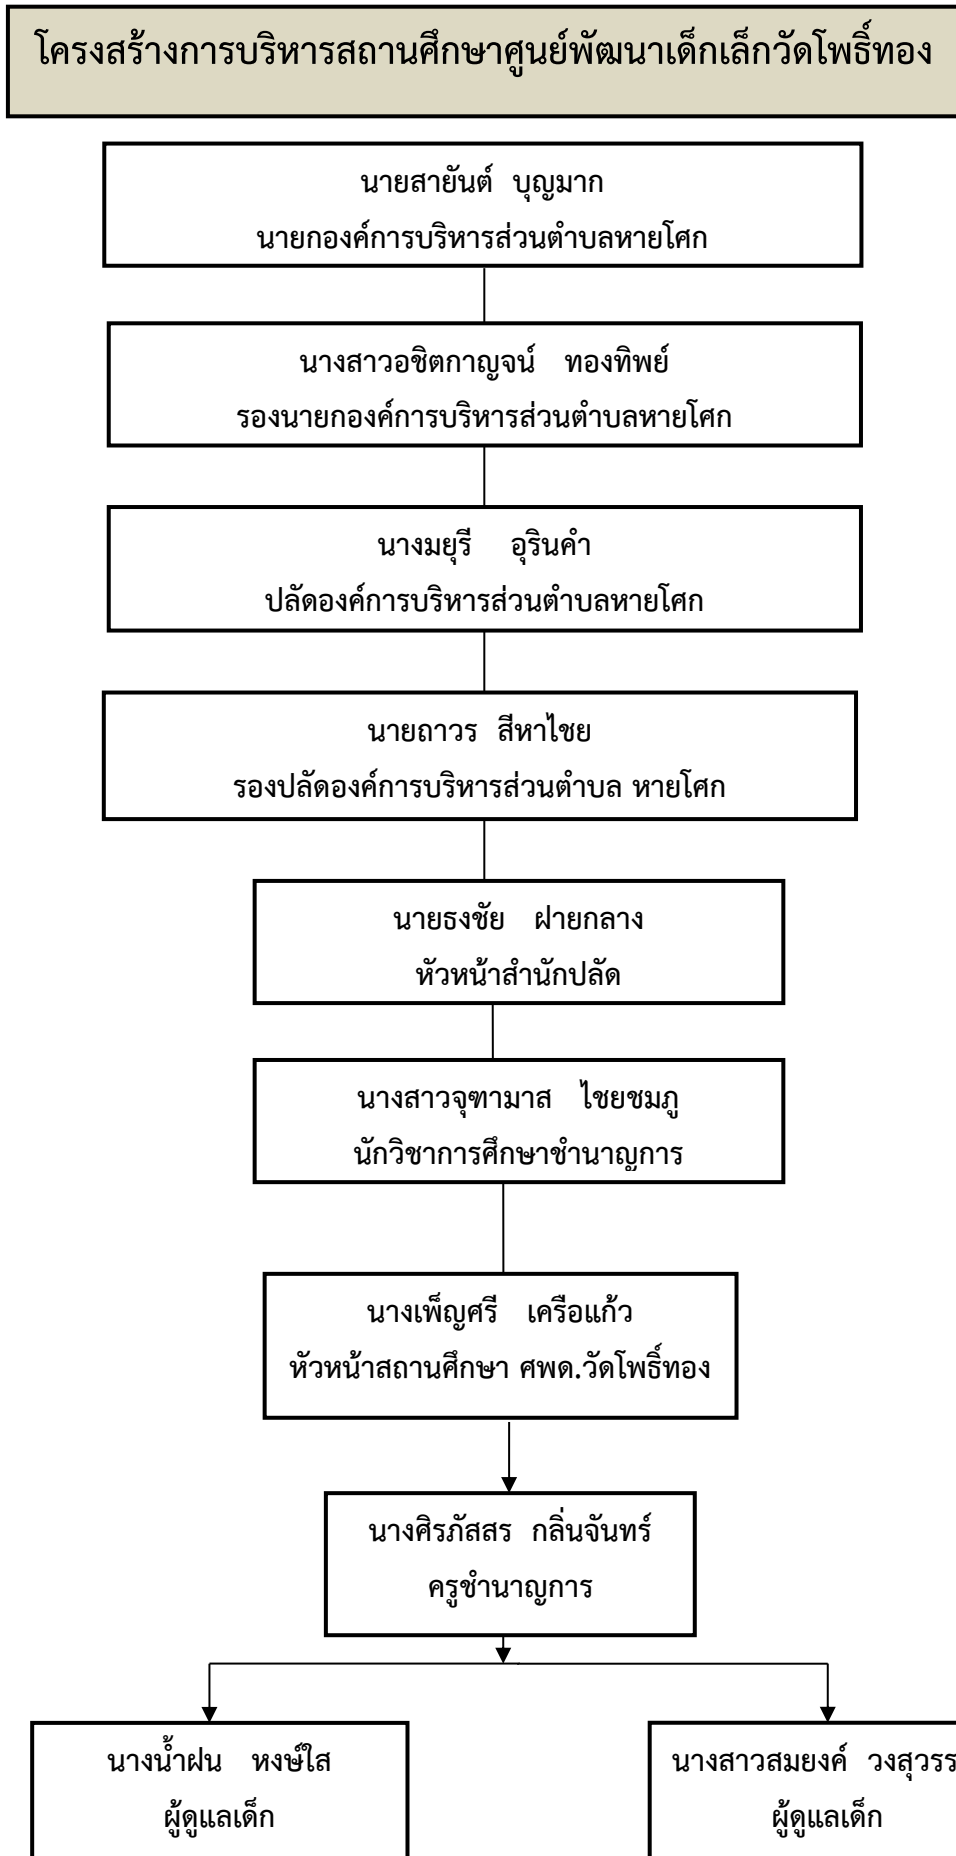 โครงสร้างการบริหารสถานศึกษาศูนย์พัฒนาเด็กเล็กวัดโพธิ์ทอง
นายสายันต์ บุญมาก
นายกองค์การบริหารส่วนตำบลหายโศก
นางสาวอชิตกาญจน์ ทองทิพย์
รองนายกองค์การบริหารส่วนตำบลหายโศก
นางมยุรี อุรินคำ
ปลัดองค์การบริหารส่วนตำบลหายโศก
นายถาวร สีหาไชย
รองปลัดองค์การบริหารส่วนตำบล หายโศก
นายธงชัย ฝายกลาง
หัวหน้าสำนักปลัด
นางสาวจุฑามาส ไชยชมภู
นักวิชาการศึกษาชำนาญการ
นางเพ็ญศรี เครือแก้ว
หัวหน้าสถานศึกษา ศพด.วัดโพธิ์ทอง
นางศิรภัสสร กลิ่นจันทร์
ครูชำนาญการ
นางน้ำฝน หงษ์ใส
ผู้ดูแลเด็ก
นางสาวสมยงค์
ผู้ดูแลเด็ก